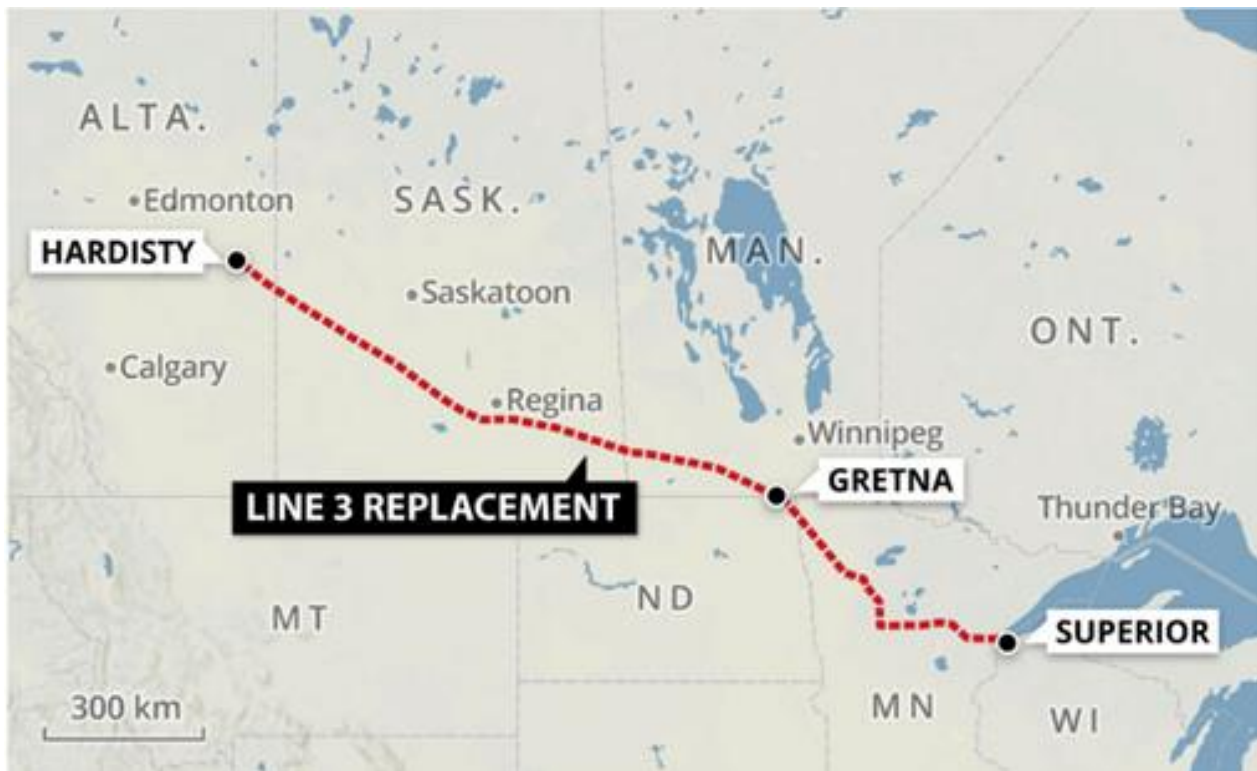 ALTA.
Edmonton
SASK.
HARDISTY
MAN.
Saskatoon
ONT.
Calgary
Regina
Winnipeg
GRETNA
LINE 3 REPLACEMENT
Thunder Bay
ND
MT
SUPERIOR
300 km
MN
WI